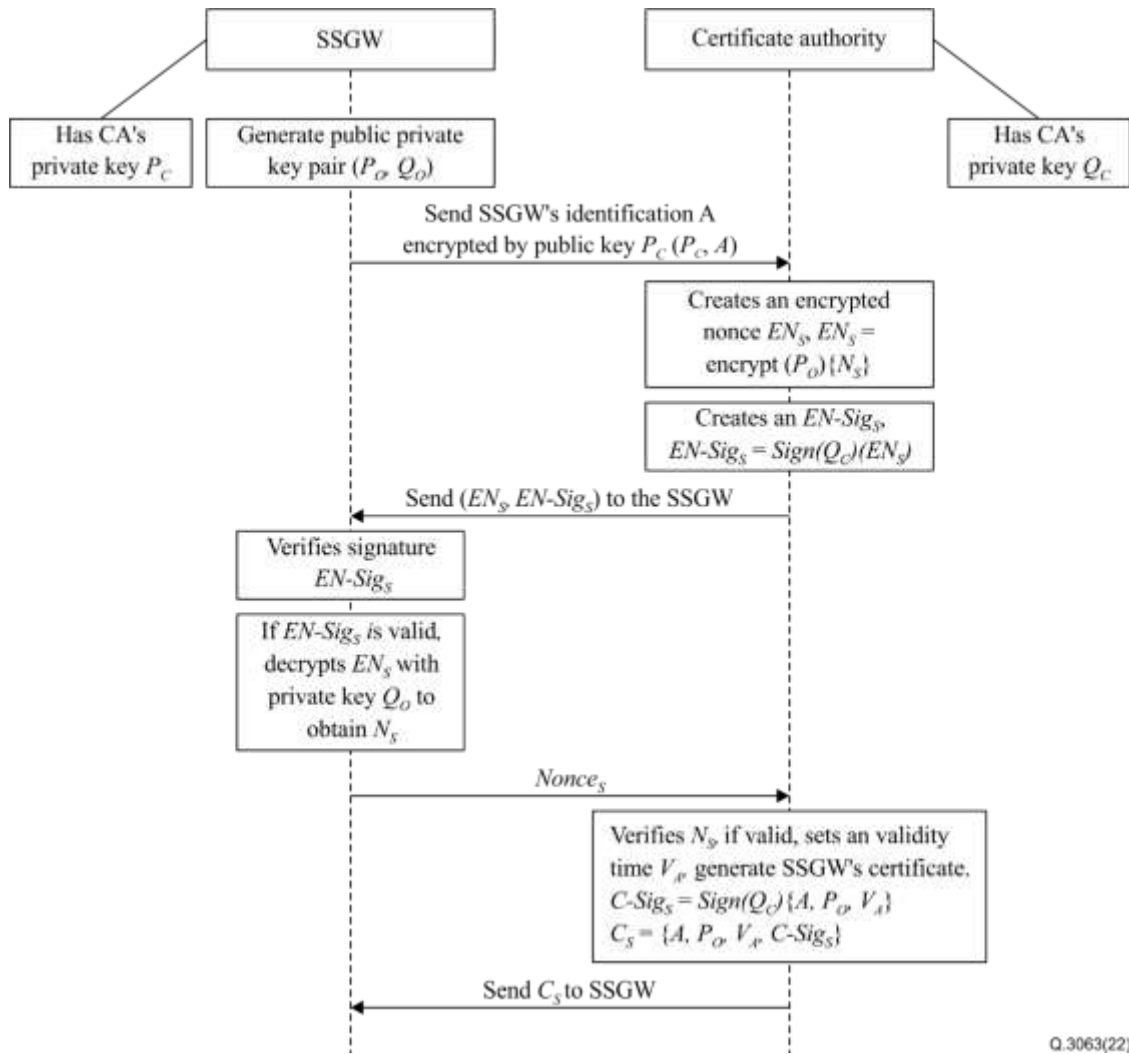 SSGW
Certificate authority
Has CA's
private key P_C
Generate public private
key pair (P_O, Q_O)
Has CA's
private key Q_C
Send SSGW's identification A
encrypted by public key P_C (P_C, A)
Creates an encrypted
nonce EN_S, EN_S =
encrypt (P_O){N_S}
Creates an EN-Sig_S,
EN-Sig_S = Sign(Q_C)(EN_S)
Send (EN_S, EN-Sig_S) to the SSGW
Verifies signature
EN-Sig_S
If EN-Sig_S is valid,
decrypts EN_S with
private key Q_O to
obtain N_S
Nonce_S
Verifies N_S, if valid, sets an validity
time V_A, generate SSGW's certificate.
C-Sig_S = Sign(Q_C){A, P_O, V_A}
C_S = {A, P_O, V_A, C-Sig_S}
Send C_S to SSGW
Q.3063(22)